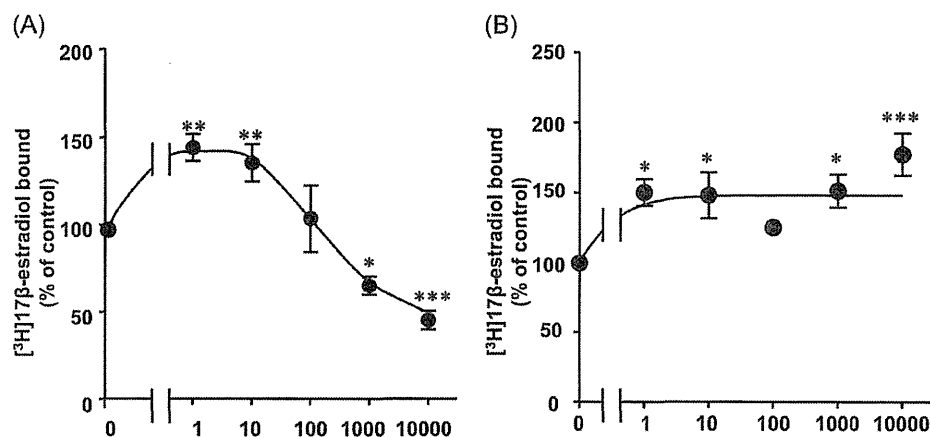 (A)
[³H]17β-estradiol bound
(% of control)
200
150
100
50
0
**
**
*
***
0 1 10 100 1000 10000
(B)
[³H]17β-estradiol bound
(% of control)
250
200
150
100
50
0
*
*
*
***
0 1 10 100 1000 10000